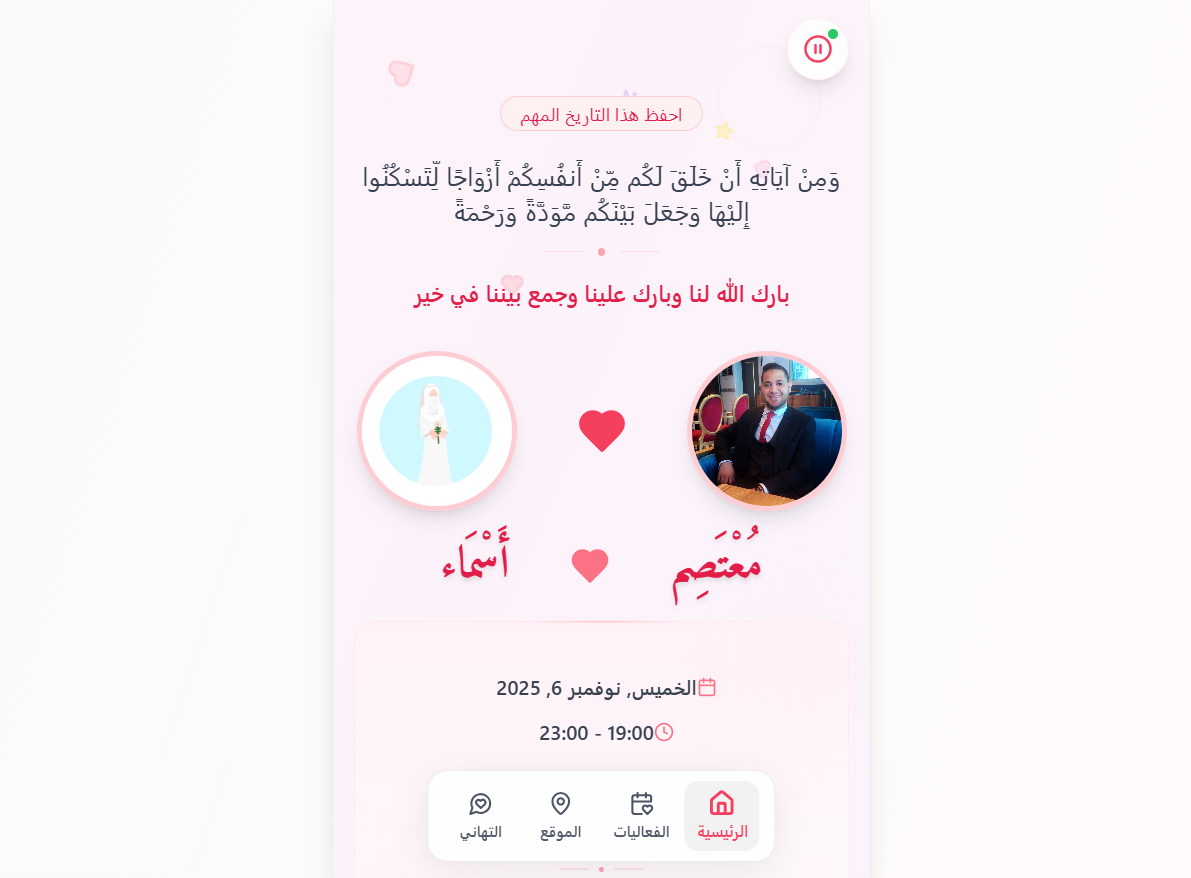 احفظ هذا التاريخ المهم
وَمِنْ آيَاتِهِ أَنْ خَلَقَ لَكُم مِّنْ أَنفُسِكُمْ أَزْوَاجًا لِّتَسْكُنُوا
إِلَيْهَا وَجَعَلَ بَيْنَكُم مَّوَدَّةً وَرَحْمَةً
بارك الله لنا وبارك علينا وجمع بيننا في خير
مُعْتَصِم
أَسْمَاء
الخميس, نوفمبر 6, 2025
19:00 - 23:00
الرئيسية
الفعاليات
الموقع
التهاني